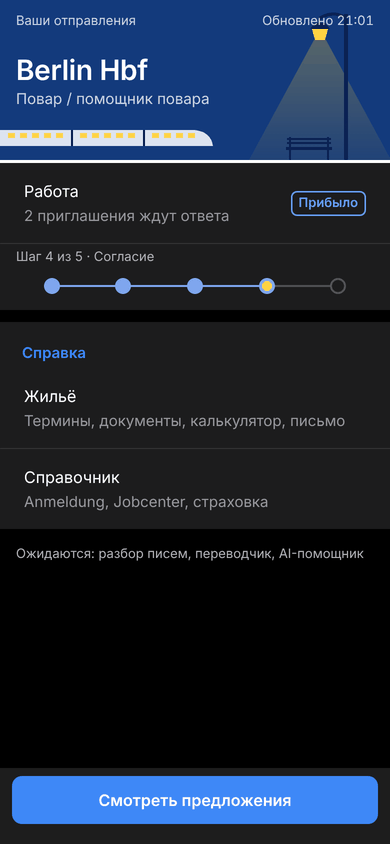 Ваши отправления
Обновлено 21:01
Berlin Hbf
Повар / помощник повара
Работа
2 приглашения ждут ответа
Прибыло
Шаг 4 из 5 · Согласие
Справка
Жильё
Термины, документы, калькулятор, письмо
Справочник
Anmeldung, Jobcenter, страховка
Ожидаются: разбор писем, переводчик, AI-помощник
Смотреть предложения